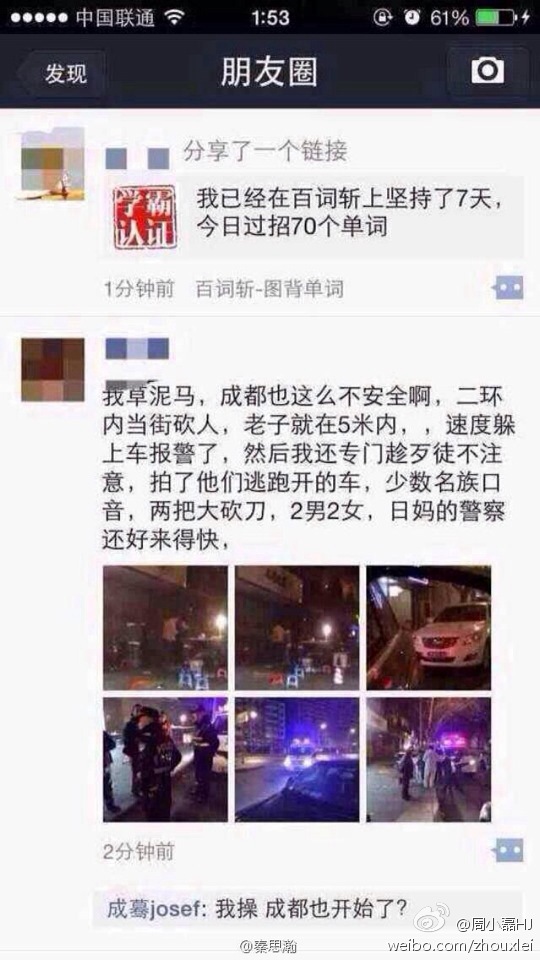 中国联通 1:53 61%
发现 朋友圈
分享了一个链接
学霸认证
我已经在百词斩上坚持了7天,
今日过招70个单词
1分钟前 百词斩-图背单词
我草泥马，成都也这么不安全啊，二环
内当街砍人，老子就在5米内，，速度躲
上车报警了，然后我还专门趁歹徒不注
意，拍了他们逃跑开的车，少数名族口
音，两把大砍刀，2男2女，日妈的警察
还好来得快，
2分钟前
成蓦josef: 我操 成都也开始了?
@周小磊HJ
@秦思瀚
weibo.com/zhouxlei